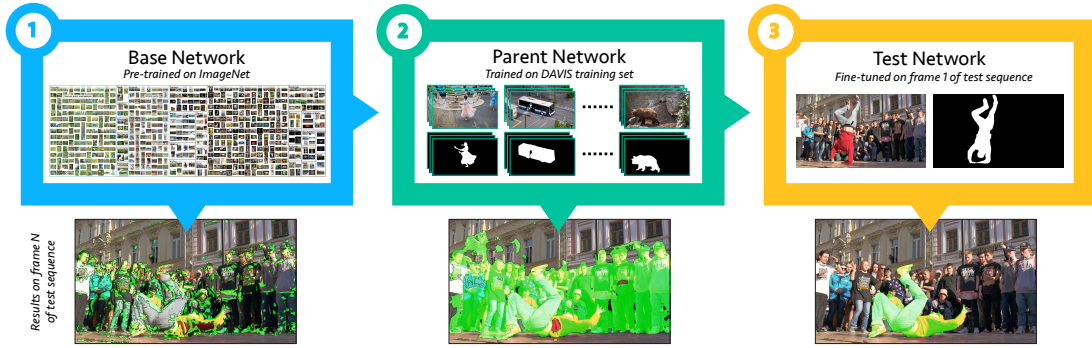 1
Base Network
Pre-trained on ImageNet
2
Parent Network
Trained on DAVIS training set
......
......
3
Test Network
Fine-tuned on frame 1 of test sequence
Results on frame N
of test sequence